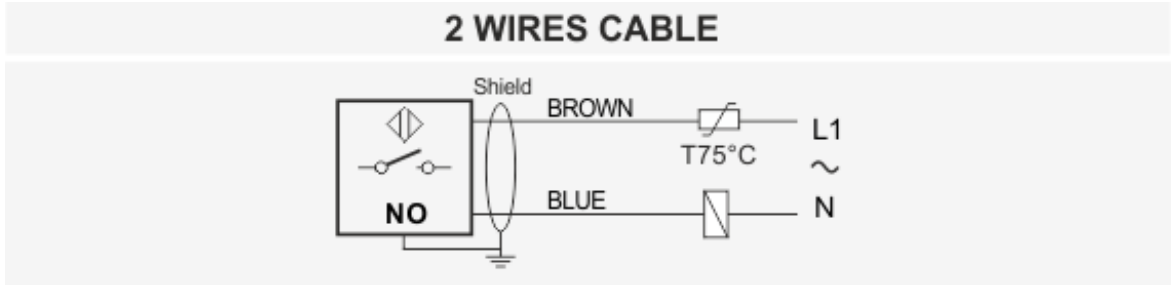 2 WIRES CABLE
Shield
BROWN
L1
T75°C
~
BLUE
N
NO